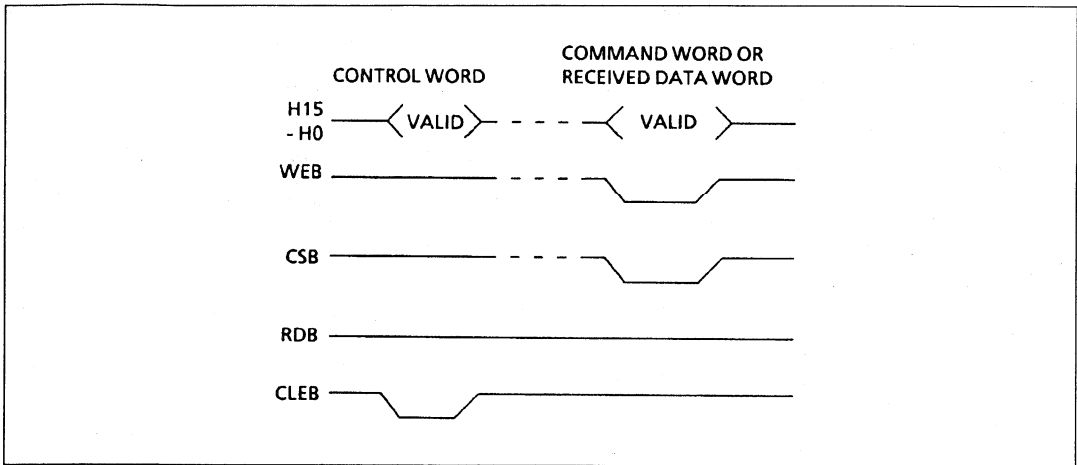 COMMAND WORD OR
CONTROL WORD RECEIVED DATA WORD
H15
- H0
VALID VALID
WEB
CSB
RDB
CLEB